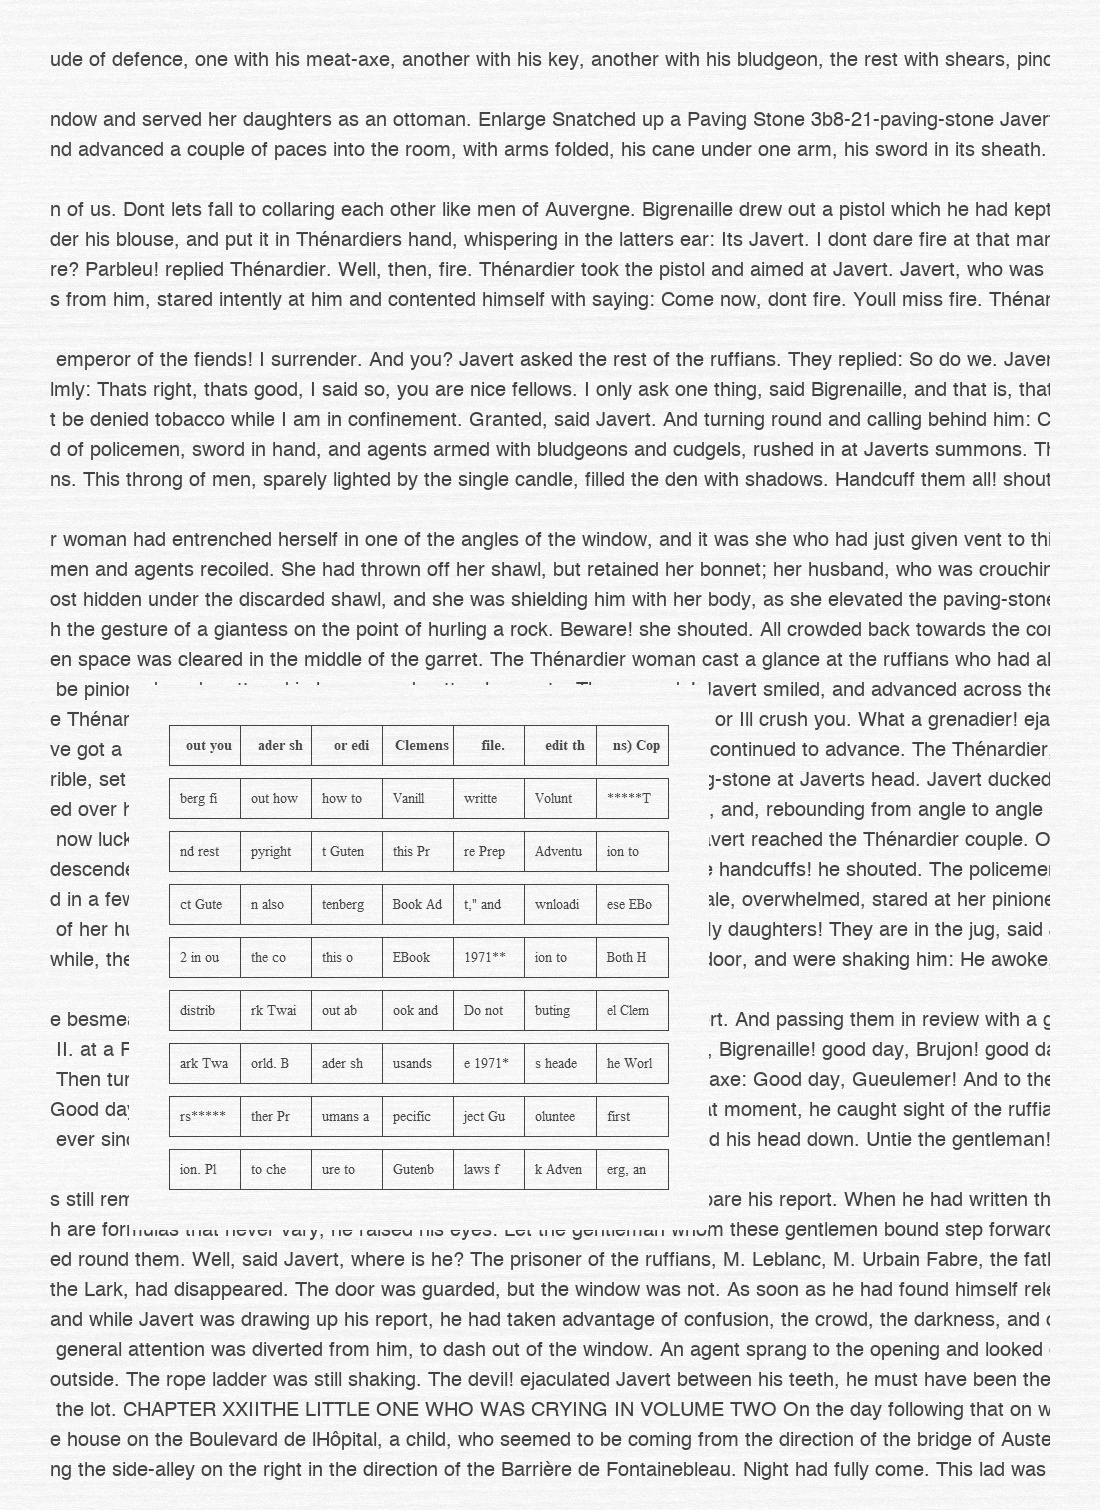 ude of defence, one with his meat-axe, another with his key, another with his bludgeon, the rest with shears, pinc
ndow and served her daughters as an ottoman. Enlarge Snatched up a Paving Stone 3b8-21-paving-stone Javer
nd advanced a couple of paces into the room, with arms folded, his cane under one arm, his sword in its sheath.
n of us. Dont lets fall to collaring each other like men of Auvergne. Bigrenaille drew out a pistol which he had kept
der his blouse, and put it in Thénardiers hand, whispering in the latters ear: Its Javert. I dont dare fire at that
re? Parbleu! replied Thénardier. Well, then, fire. Thénardier took the pistol and aimed at Javert. Javert, who was
s from him, stared intently at him and contented himself with saying: Come now, dont fire. Youll miss fire. Thénar
emperor of the fiends! I surrender. And you? Javert asked the rest of the ruffians. They replied: So do we. Javer
lmly: Thats right, thats good, I said so, you are nice fellows. I only ask one thing, said Bigrenaille, and that is, that
t be denied tobacco while I am in confinement. Granted, said Javert. And turning round and calling behind him: C
d of policemen, sword in hand, and agents armed with bludgeons and cudgels, rushed in at Javerts summons.
ns. This throng of men, sparely lighted by the single candle, filled the den with shadows. Handcuff them all! shout
r woman had entrenched herself in one of the angles of the window, and it was she who had just given vent to thi
men and agents recoiled. She had thrown off her shawl, but retained her bonnet; her husband, who was crouchin
ost hidden under the discarded shawl, and she was shielding him with her body, as she elevated the paving-stone
h the gesture of a giantess on the point of hurling a rock. Beware! she shouted. All crowded back towards the cor
en space was cleared in the middle of the garret. The Thénardier woman cast a glance at the ruffians who had al
be pinion Javert smiled, and advanced across the
e Thénar or Ill crush you. What a grenadier! eja
ve got a continued to advance. The Thénardier
rible, set g-stone at Javerts head. Javert ducked
ed over , and, rebounding from angle to angle
now luck avert reached the Thénardier couple. O
descende handcuffs! he shouted. The policemen
d in a few ale, overwhelmed, stared at her pinione
of her hu My daughters! They are in the jug, said
while, the door, and were shaking him: He awoke
e besmea rt. And passing them in review with a
II. at a , Bigrenaille! good day, Brujon! good da
Then tur axe: Good day, Gueulemer! And to the
Good day at moment, he caught sight of the ruffia
ever sinc d his head down. Untie the gentleman!
out you ader sh or edi Clemens file. edit th ns) Cop
berg fi out how how to Vanill writte Volunt *****T
nd rest pyright t Guten this Pr re Prep Adventu ion to
ct Gute n also tenberg Book Ad t," and wnloadi ese EBo
2 in ou the co this o EBook 1971** ion to Both H
distrib rk Twai out ab ook and Do not buting el Clem
ark Twa orld. B ader sh usands e 1971* s heade he Worl
rs***** ther Pr umans a pecific ject Gu oluntee first
ion. Pl to che ure to Gutenb laws f k Adven erg, an
s still rem pare his report. When he had written th
h are formulas that never vary, he raised his eyes. Let the gentleman whom these gentlemen bound step forward
ed round them. Well, said Javert, where is he? The prisoner of the ruffians, M. Leblanc, M. Urbain Fabre, the fath
the Lark, had disappeared. The door was guarded, but the window was not. As soon as he had found himself rele
and while Javert was drawing up his report, he had taken advantage of confusion, the crowd, the darkness, and
general attention was diverted from him, to dash out of the window. An agent sprang to the opening and looked
outside. The rope ladder was still shaking. The devil! ejaculated Javert between his teeth, he must have been the
the lot. CHAPTER XXIITHE LITTLE ONE WHO WAS CRYING IN VOLUME TWO On the day following that on w
e house on the Boulevard de lHôpital, a child, who seemed to be coming from the direction of the bridge of Auste
ng the side-alley on the right in the direction of the Barrière de Fontainebleau. Night had fully come. This lad was